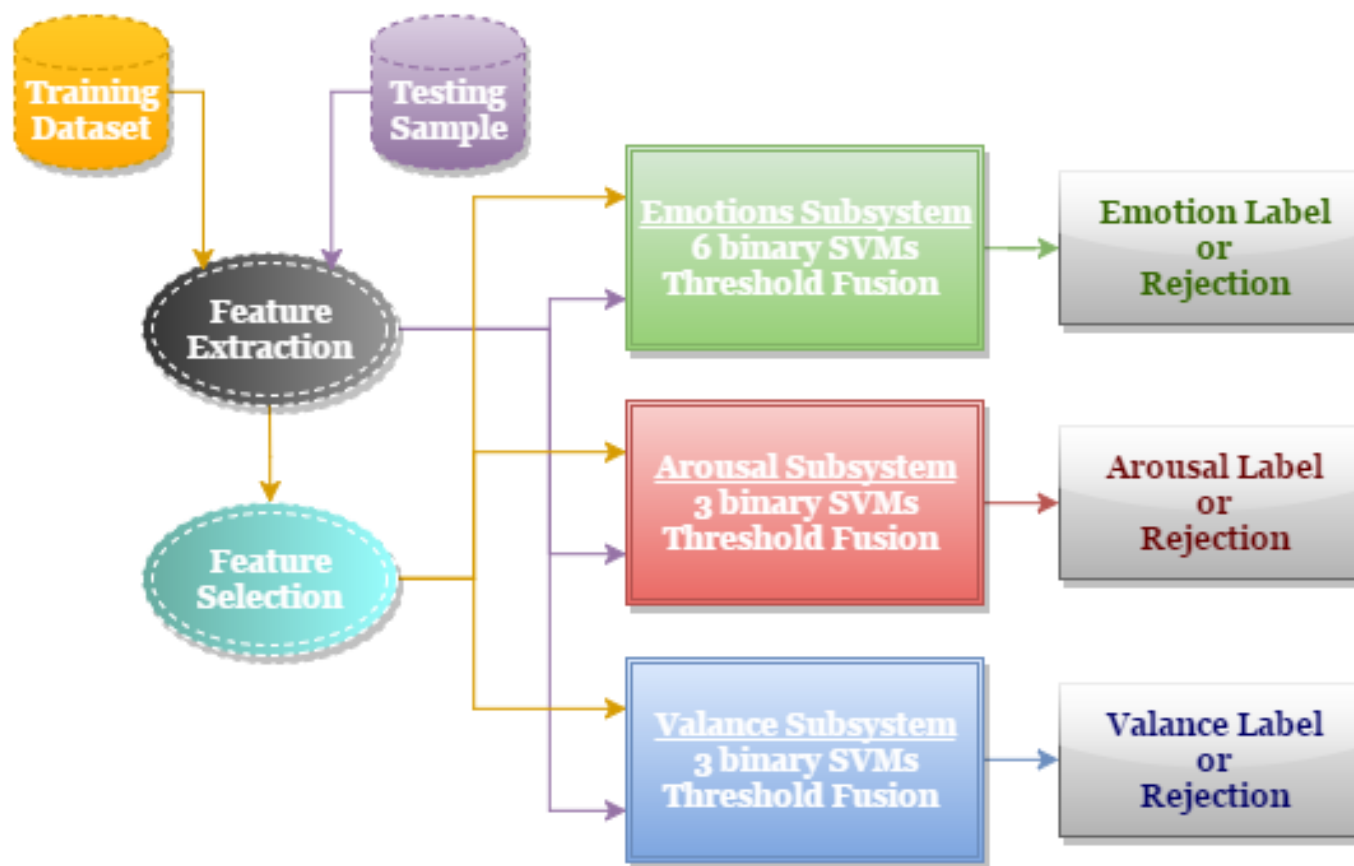 Training
Dataset
Testing
Sample
Feature
Extraction
Feature
Selection
Emotions Subsystem
6 binary SVMs
Threshold Fusion
Emotion Label
or
Rejection
Arousal Subsystem
3 binary SVMs
Threshold Fusion
Arousal Label
or
Rejection
Valance Subsystem
3 binary SVMs
Threshold Fusion
Valance Label
or
Rejection